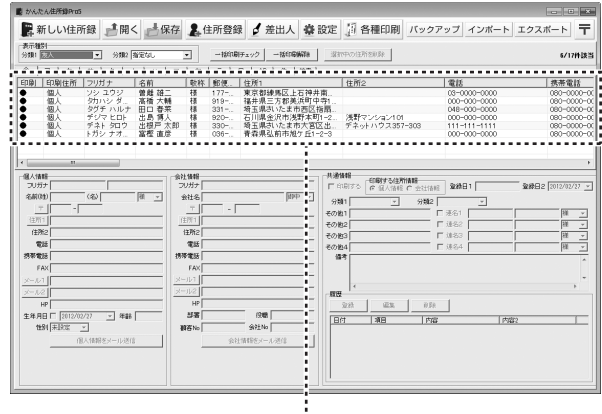 かんたん住所録Pro5
新しい住所録 開く 保存 住所登録 差出人 設定 各種印刷 バックアップ インポート エクスポート 〒
表示種別
分類1 友人 分類2 指定なし 一括印刷チェック 一括印刷解除 選択中の住所を削除 6/17件該当
印刷 印刷住所 フリガナ 名前 敬称 郵便... 住所1 住所2 電話 携帯電話
● 個人 ソシ ユウジ 様 177-... 東京都練馬区上石神井南... 03-0000-0000 080-0000-00
● 個人 タカハシ ダ... 高橋 大輔 様 919-... 福井県三方郡美浜町中寺1... 000-000-0000 080-0000-00
● 個人 タグチ ハルナ 田口 春菜 様 331-... 埼玉県さいたま市西区指扇... 048-000-0000 080-0000-00
● 個人 デジマ ヒロト 出島 博人 様 920-... 石川県金沢市浅野本町1-2... 浅野マンション101 000-000-0000 080-0000-00
● 個人 デネト タロウ 出根戸 太郎 様 330-... 埼玉県さいたま市大宮区出... デネットハウス357-303 111-111-1111 080-0000-00
● 個人 トガシ ナオ... 富樫 直彦 様 036-... 青森県弘前市旭ケ丘1-2-3 000-000-0000 080-0000-00
個人情報 会社情報 共通情報
フリガナ フリガナ 印刷する 印刷する住所情報 個人情報 会社情報 登録日1 登録日2 2012/02/27
名前(姓) (名) 様 会社名 御中 分類1 分類2
〒 - 〒 - その他1 連名1 様
住所1 住所1 その他2 連名2 様
住所2 住所2 その他3 連名3 様
電話 電話 その他4 連名4 様
携帯電話 携帯電話 備考
FAX FAX
メール1 メール1
メール2 メール2 履歴
HP HP 登録 編集 削除
生年月日 2012/02/27 年齢 部署 役職 日付 項目 内容 内容2
性別 未設定 顧客No 会社No
個人情報をメール送信 会社情報をメール送信